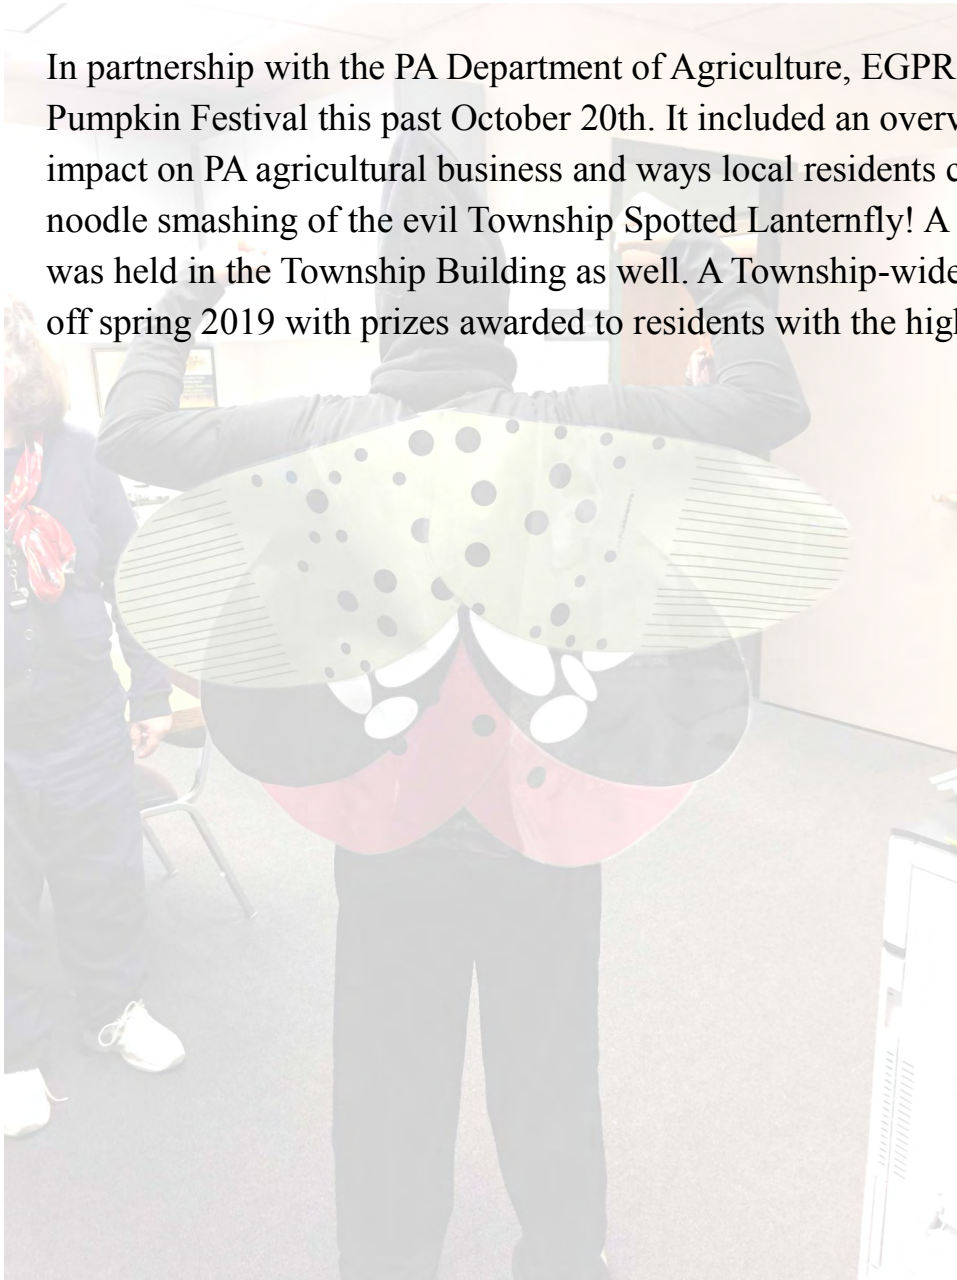 In partnership with the PA Department of Agriculture, EGPR
Pumpkin Festival this past October 20th. It included an overv
impact on PA agricultural business and ways local residents c
noodle smashing of the evil Township Spotted Lanternfly! A
was held in the Township Building as well. A Township-wide
off spring 2019 with prizes awarded to residents with the high